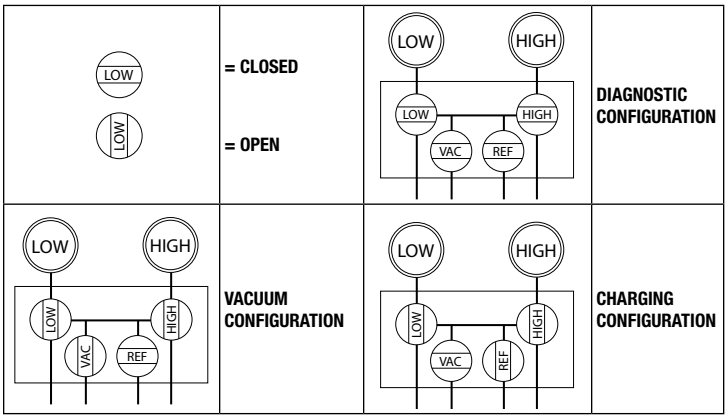 LOW
= CLOSED
LOW
= OPEN
LOW HIGH
LOW HIGH
VAC REF
DIAGNOSTIC
CONFIGURATION
LOW HIGH
LOW HIGH
VAC REF
VACUUM
CONFIGURATION
LOW HIGH
LOW HIGH
VAC REF
CHARGING
CONFIGURATION